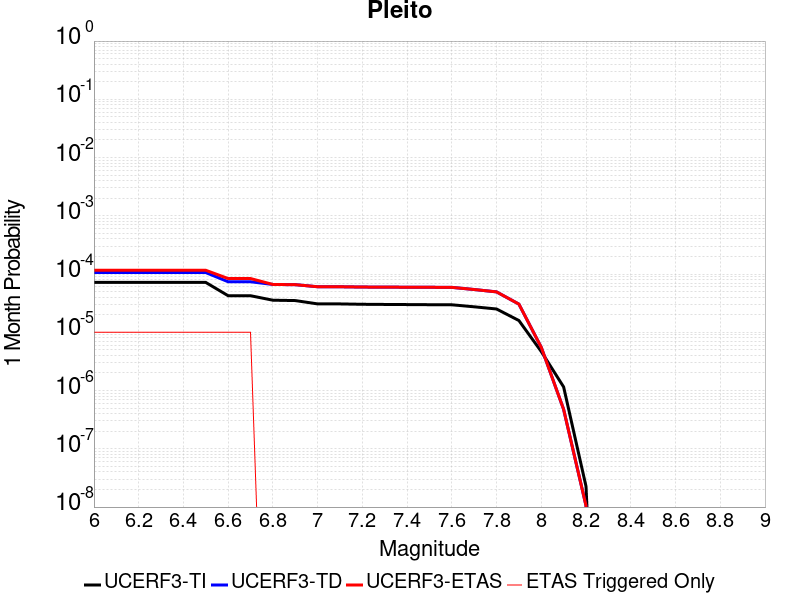 Pleito
10^0
10^-1
10^-2
10^-3
10^-4
10^-5
10^-6
10^-7
10^-8
1 Month Probability
6 6.2 6.4 6.6 6.8 7 7.2 7.4 7.6 7.8 8 8.2 8.4 8.6 8.8 9
Magnitude
UCERF3-TI UCERF3-TD UCERF3-ETAS ETAS Triggered Only